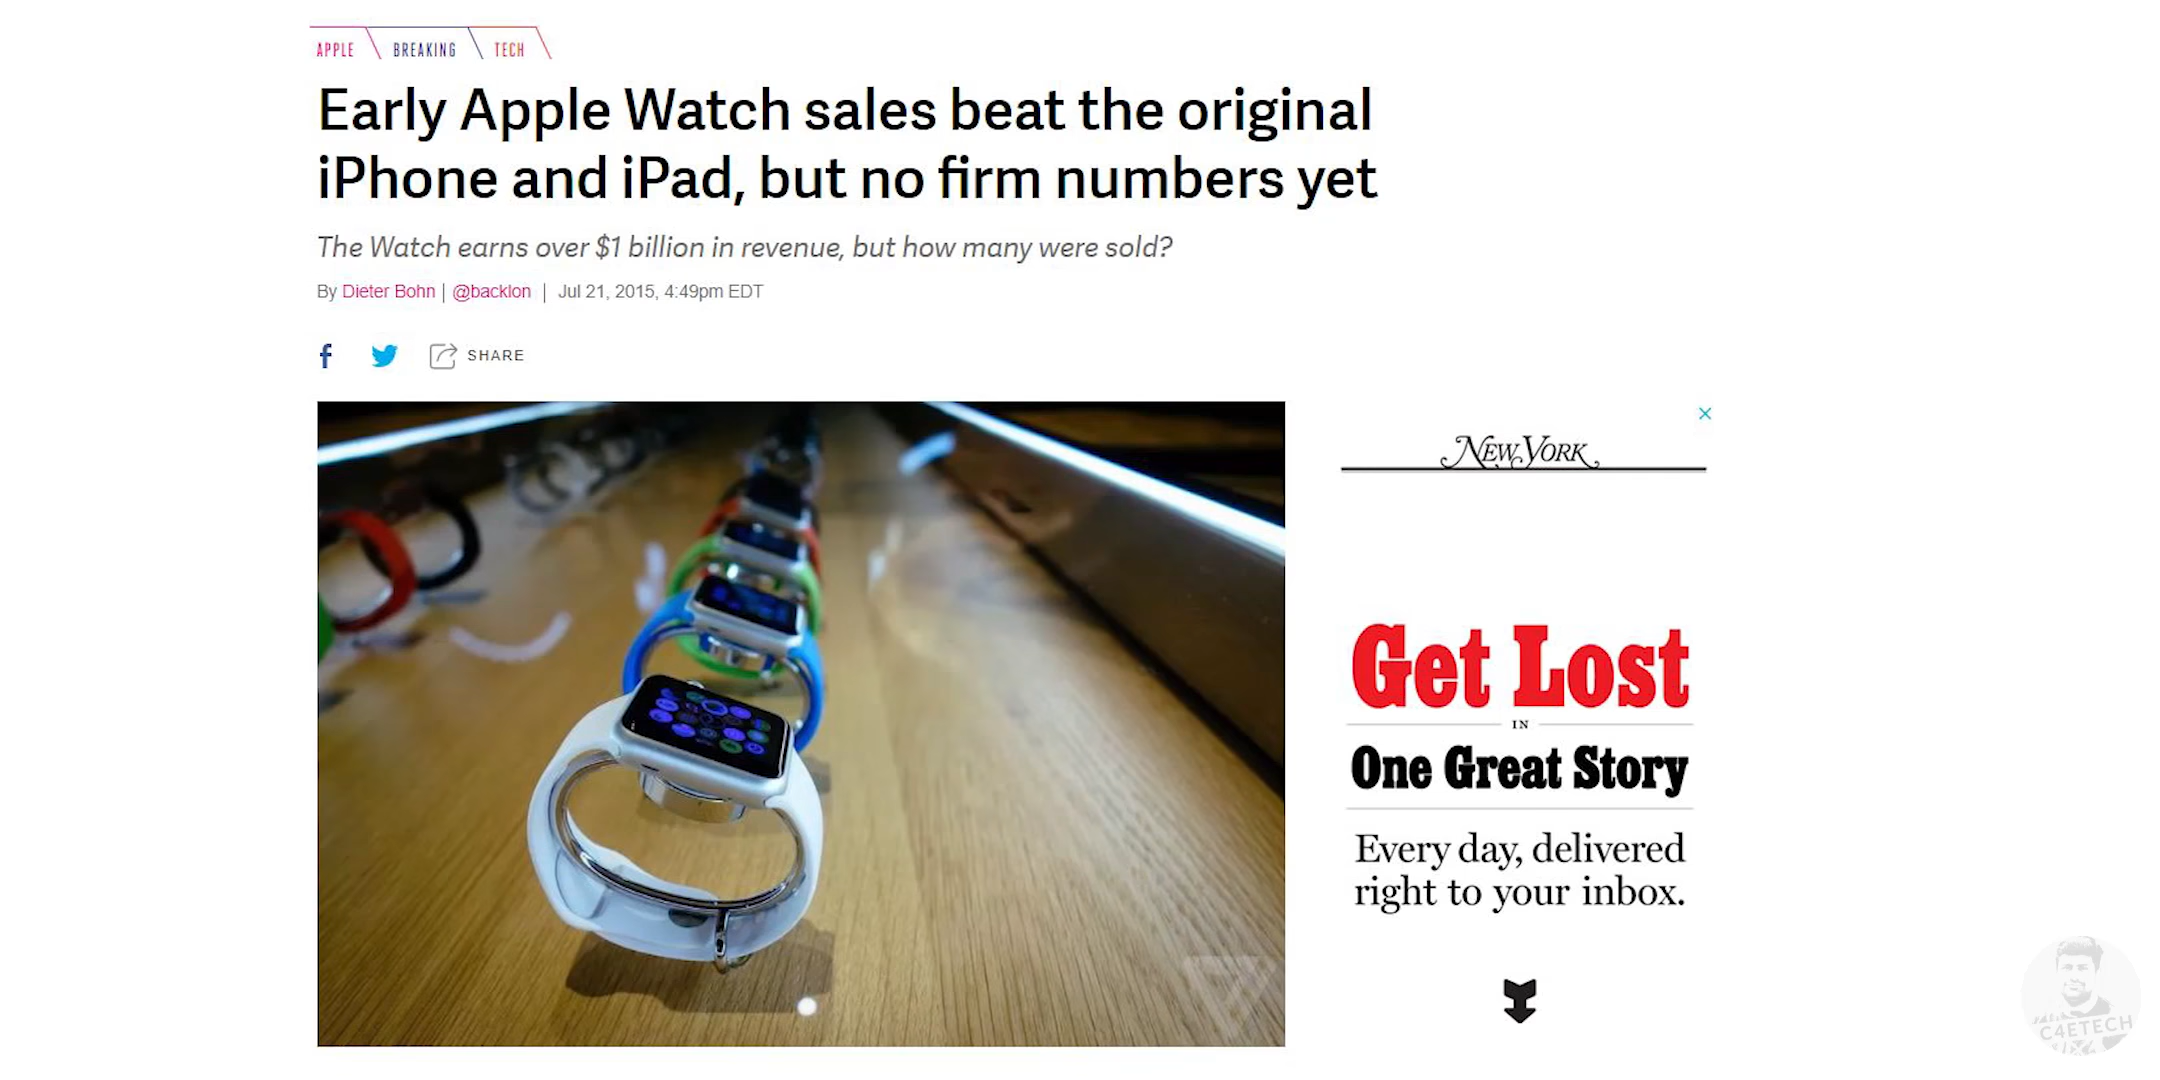 APPLE BREAKING TECH
Early Apple Watch sales beat the original
iPhone and iPad, but no firm numbers yet
The Watch earns over $1 billion in revenue, but how many were sold?
By Dieter Bohn | @backlon | Jul 21, 2015, 4:49pm EDT
f SHARE
NEW YORK
Get Lost
IN
One Great Story
Every day, delivered
right to your inbox.
C4ETECH